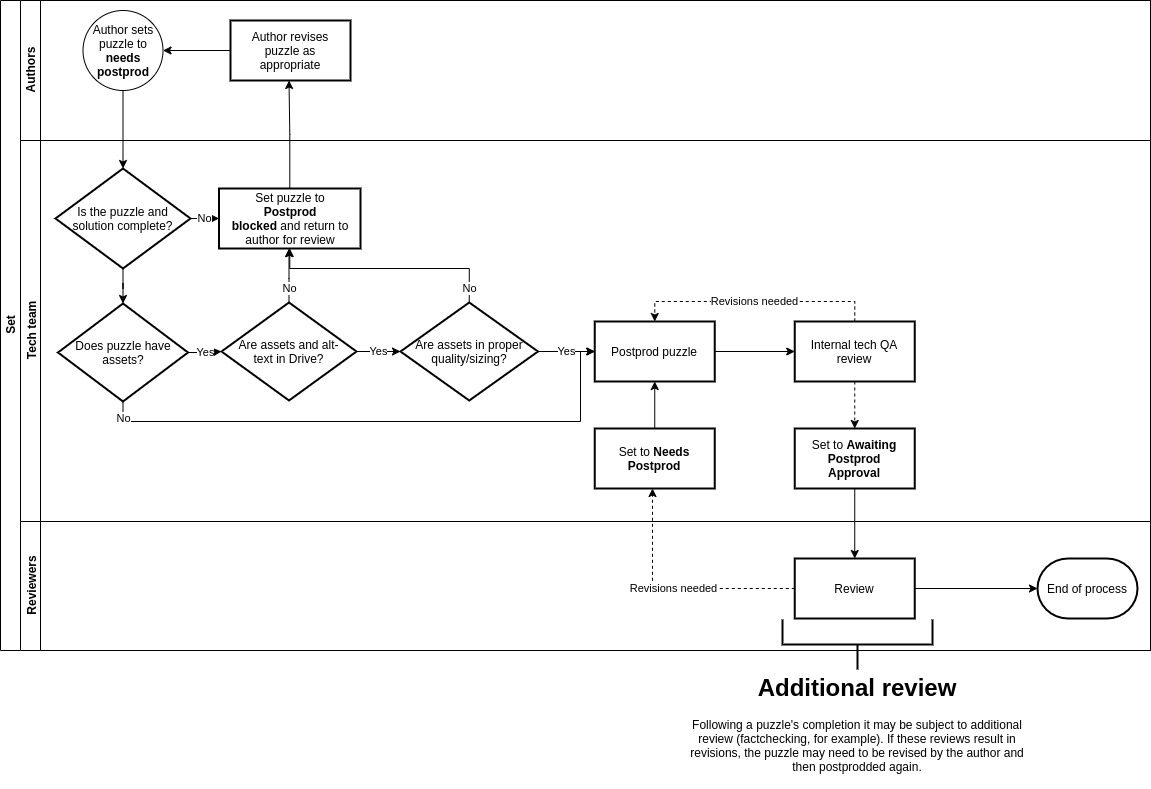 Set
Authors
Author sets
puzzle to
needs
postprod
Author revises
puzzle as
appropriate
Tech team
Is the puzzle and
solution complete?
No
Set puzzle to
Postprod
blocked and return to
author for review
No
No
Does puzzle have
assets?
Yes
Are assets and alt-
text in Drive?
Yes
Are assets in proper
quality/sizing?
Yes
No
Revisions needed
Postprod puzzle
Internal tech QA
review
Set to Needs
Postprod
Set to Awaiting
Postprod
Approval
Reviewers
Revisions needed
Review
End of process
Additional review
Following a puzzle's completion it may be subject to additional
review (factchecking, for example). If these reviews result in
revisions, the puzzle may need to be revised by the author and
then postprodded again.